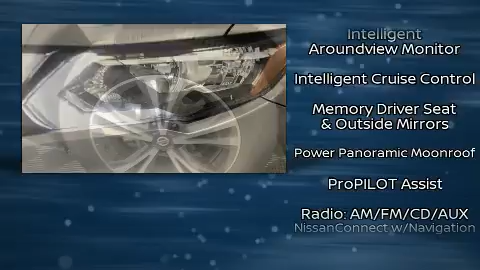 Intelligent
Aroundview Monitor
Intelligent Cruise Control
Memory Driver Seat
& Outside Mirrors
Power Panoramic Moonroof
ProPILOT Assist
Radio: AM/FM/CD/AUX
NissanConnect w/Navigation